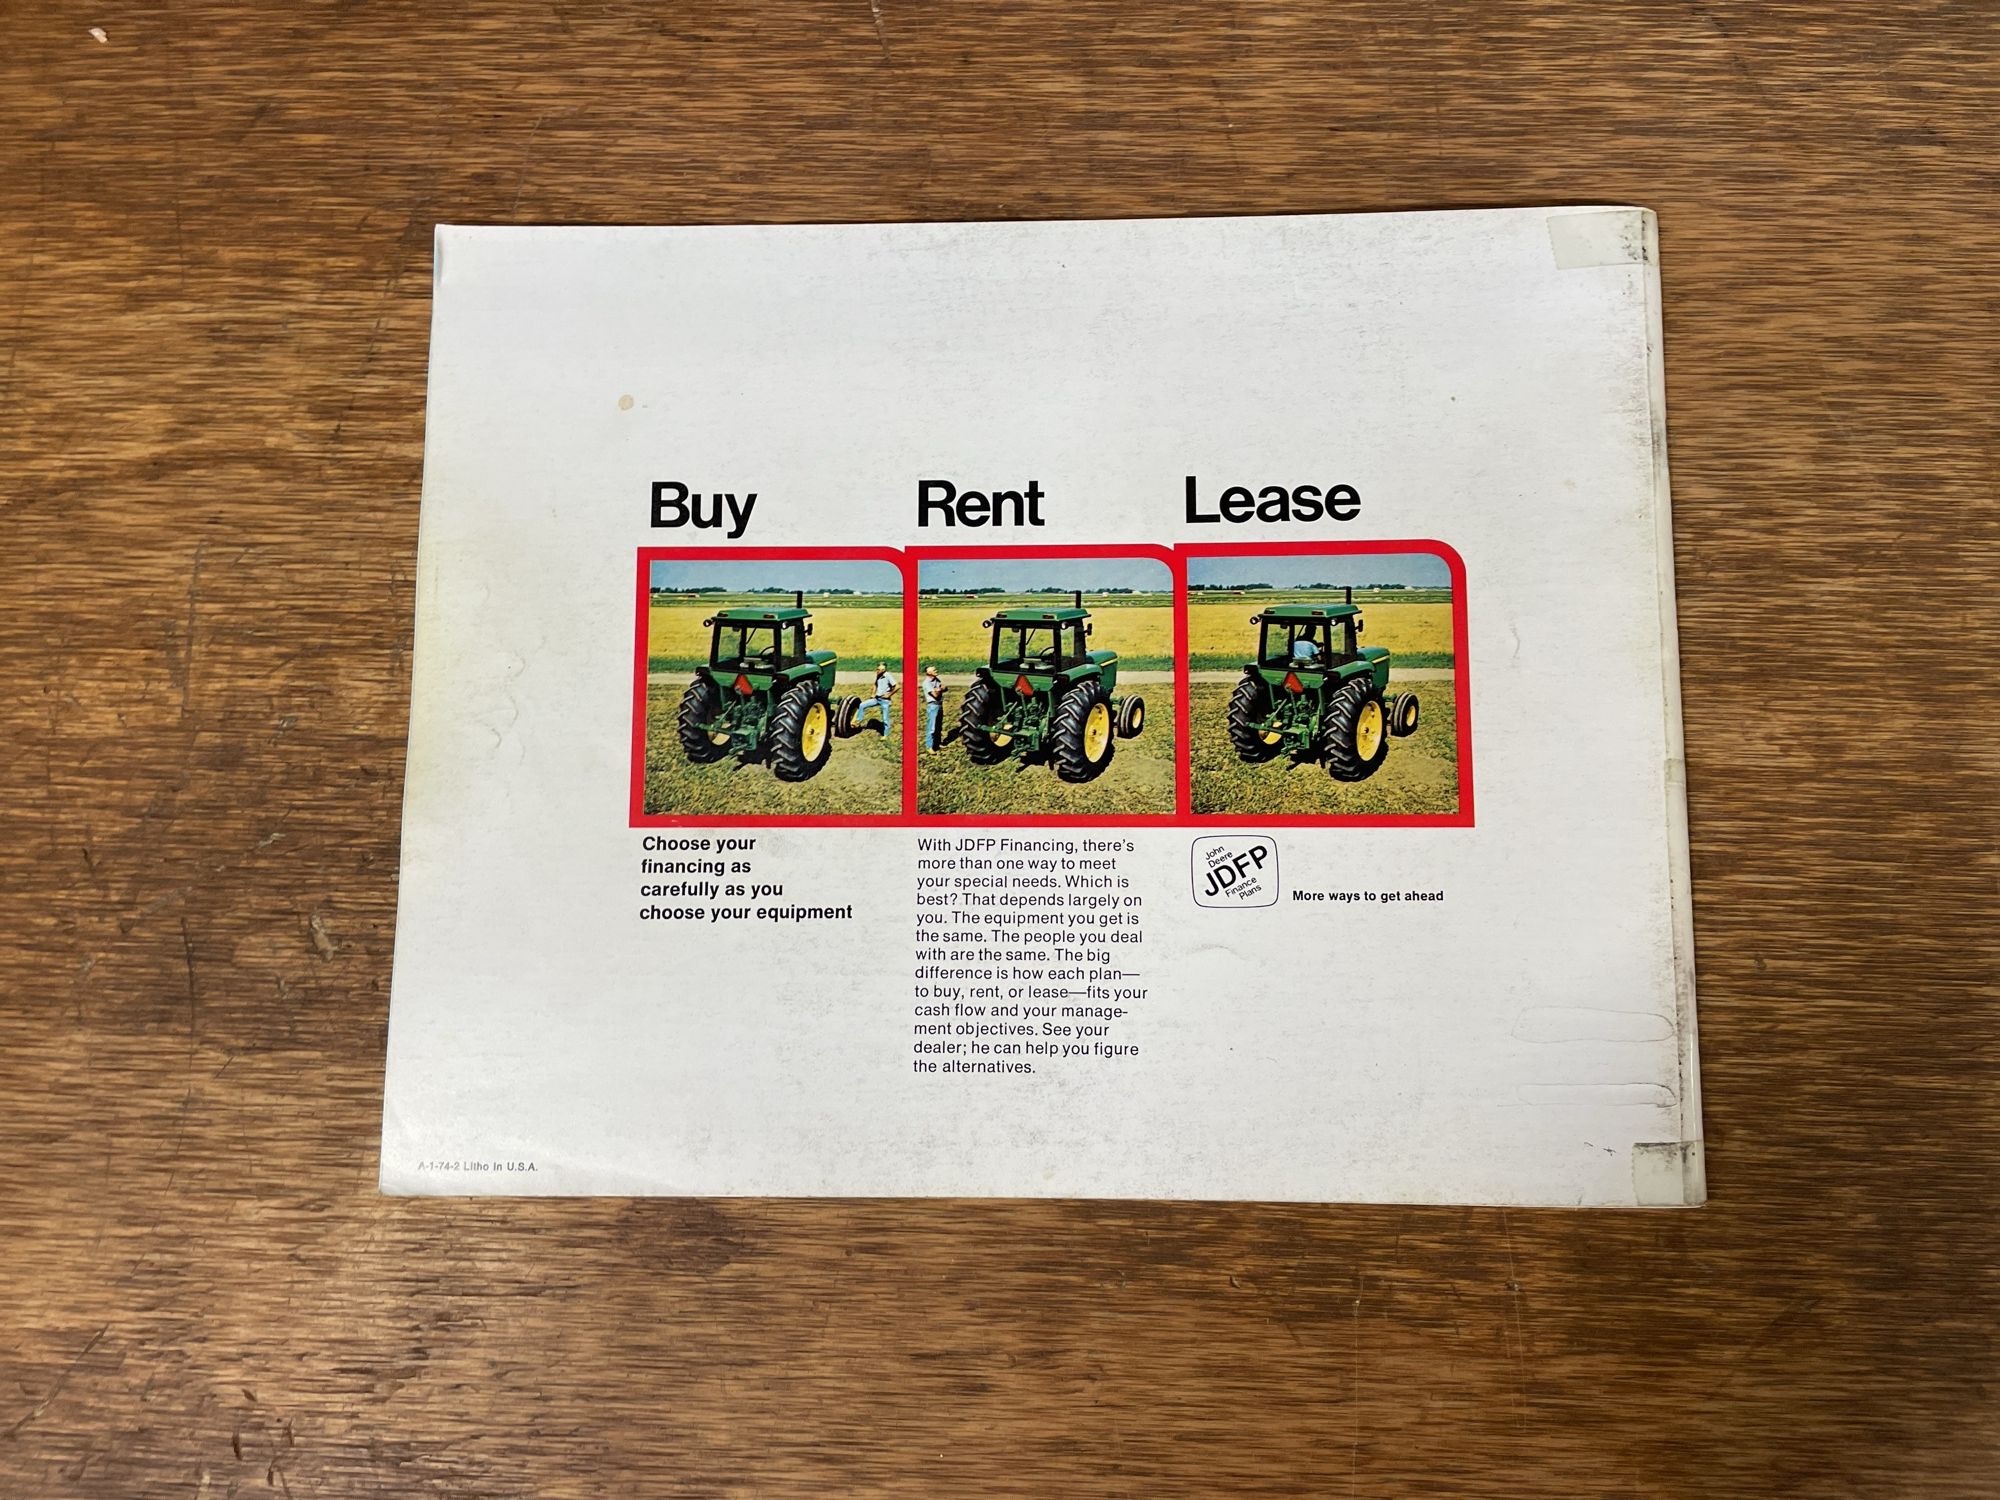 Buy
Rent
Lease
Choose your
financing as
carefully as you
choose your equipment
With JDFP Financing, there's
more than one way to meet
your special needs. Which is
best? That depends largely on
you. The equipment you get is
the same. The people you deal
with are the same. The big
difference is how each plan—
to buy, rent, or lease—fits your
cash flow and your manage-
ment objectives. See your
dealer; he can help you figure
the alternatives.
John
Deere
JDFP
Finance
Plans
More ways to get ahead
A-1-74-2 Litho in U.S.A.